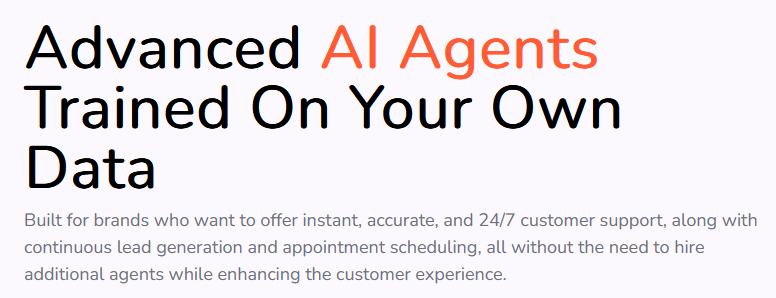 Advanced AI Agents
Trained On Your Own
Data
Built for brands who want to offer instant, accurate, and 24/7 customer support, along with
continuous lead generation and appointment scheduling, all without the need to hire
additional agents while enhancing the customer experience.